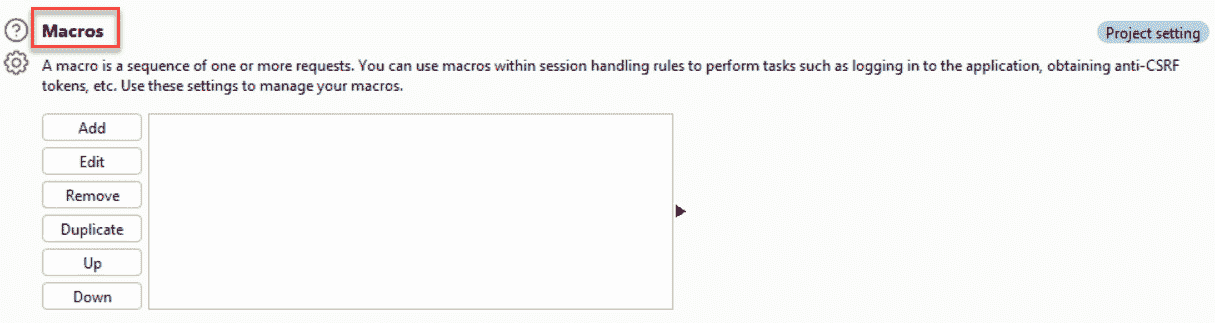 Macros
Project setting
A macro is a sequence of one or more requests. You can use macros within session handling rules to perform tasks such as logging in to the application, obtaining anti-CSRF
tokens, etc. Use these settings to manage your macros.
Add
Edit
Remove
Duplicate
Up
Down